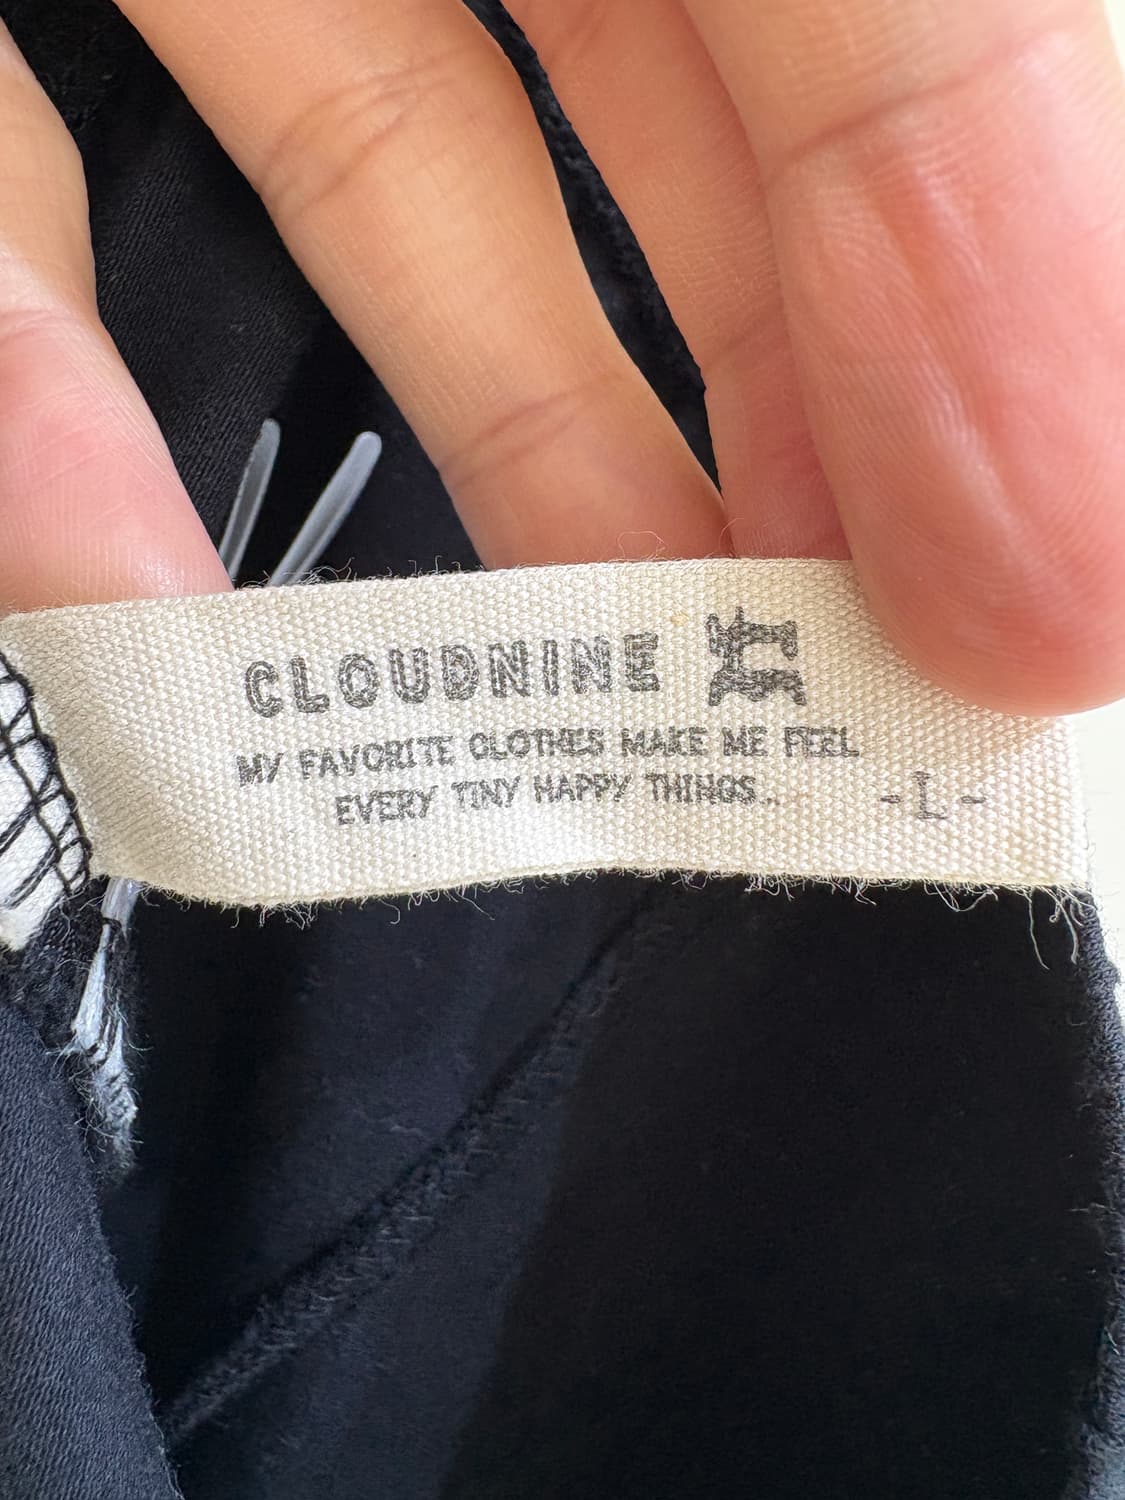 CLOUDNINE
MY FAVORITE CLOTHES MAKE ME FEEL
EVERY TINY HAPPY THINGS...
-L-